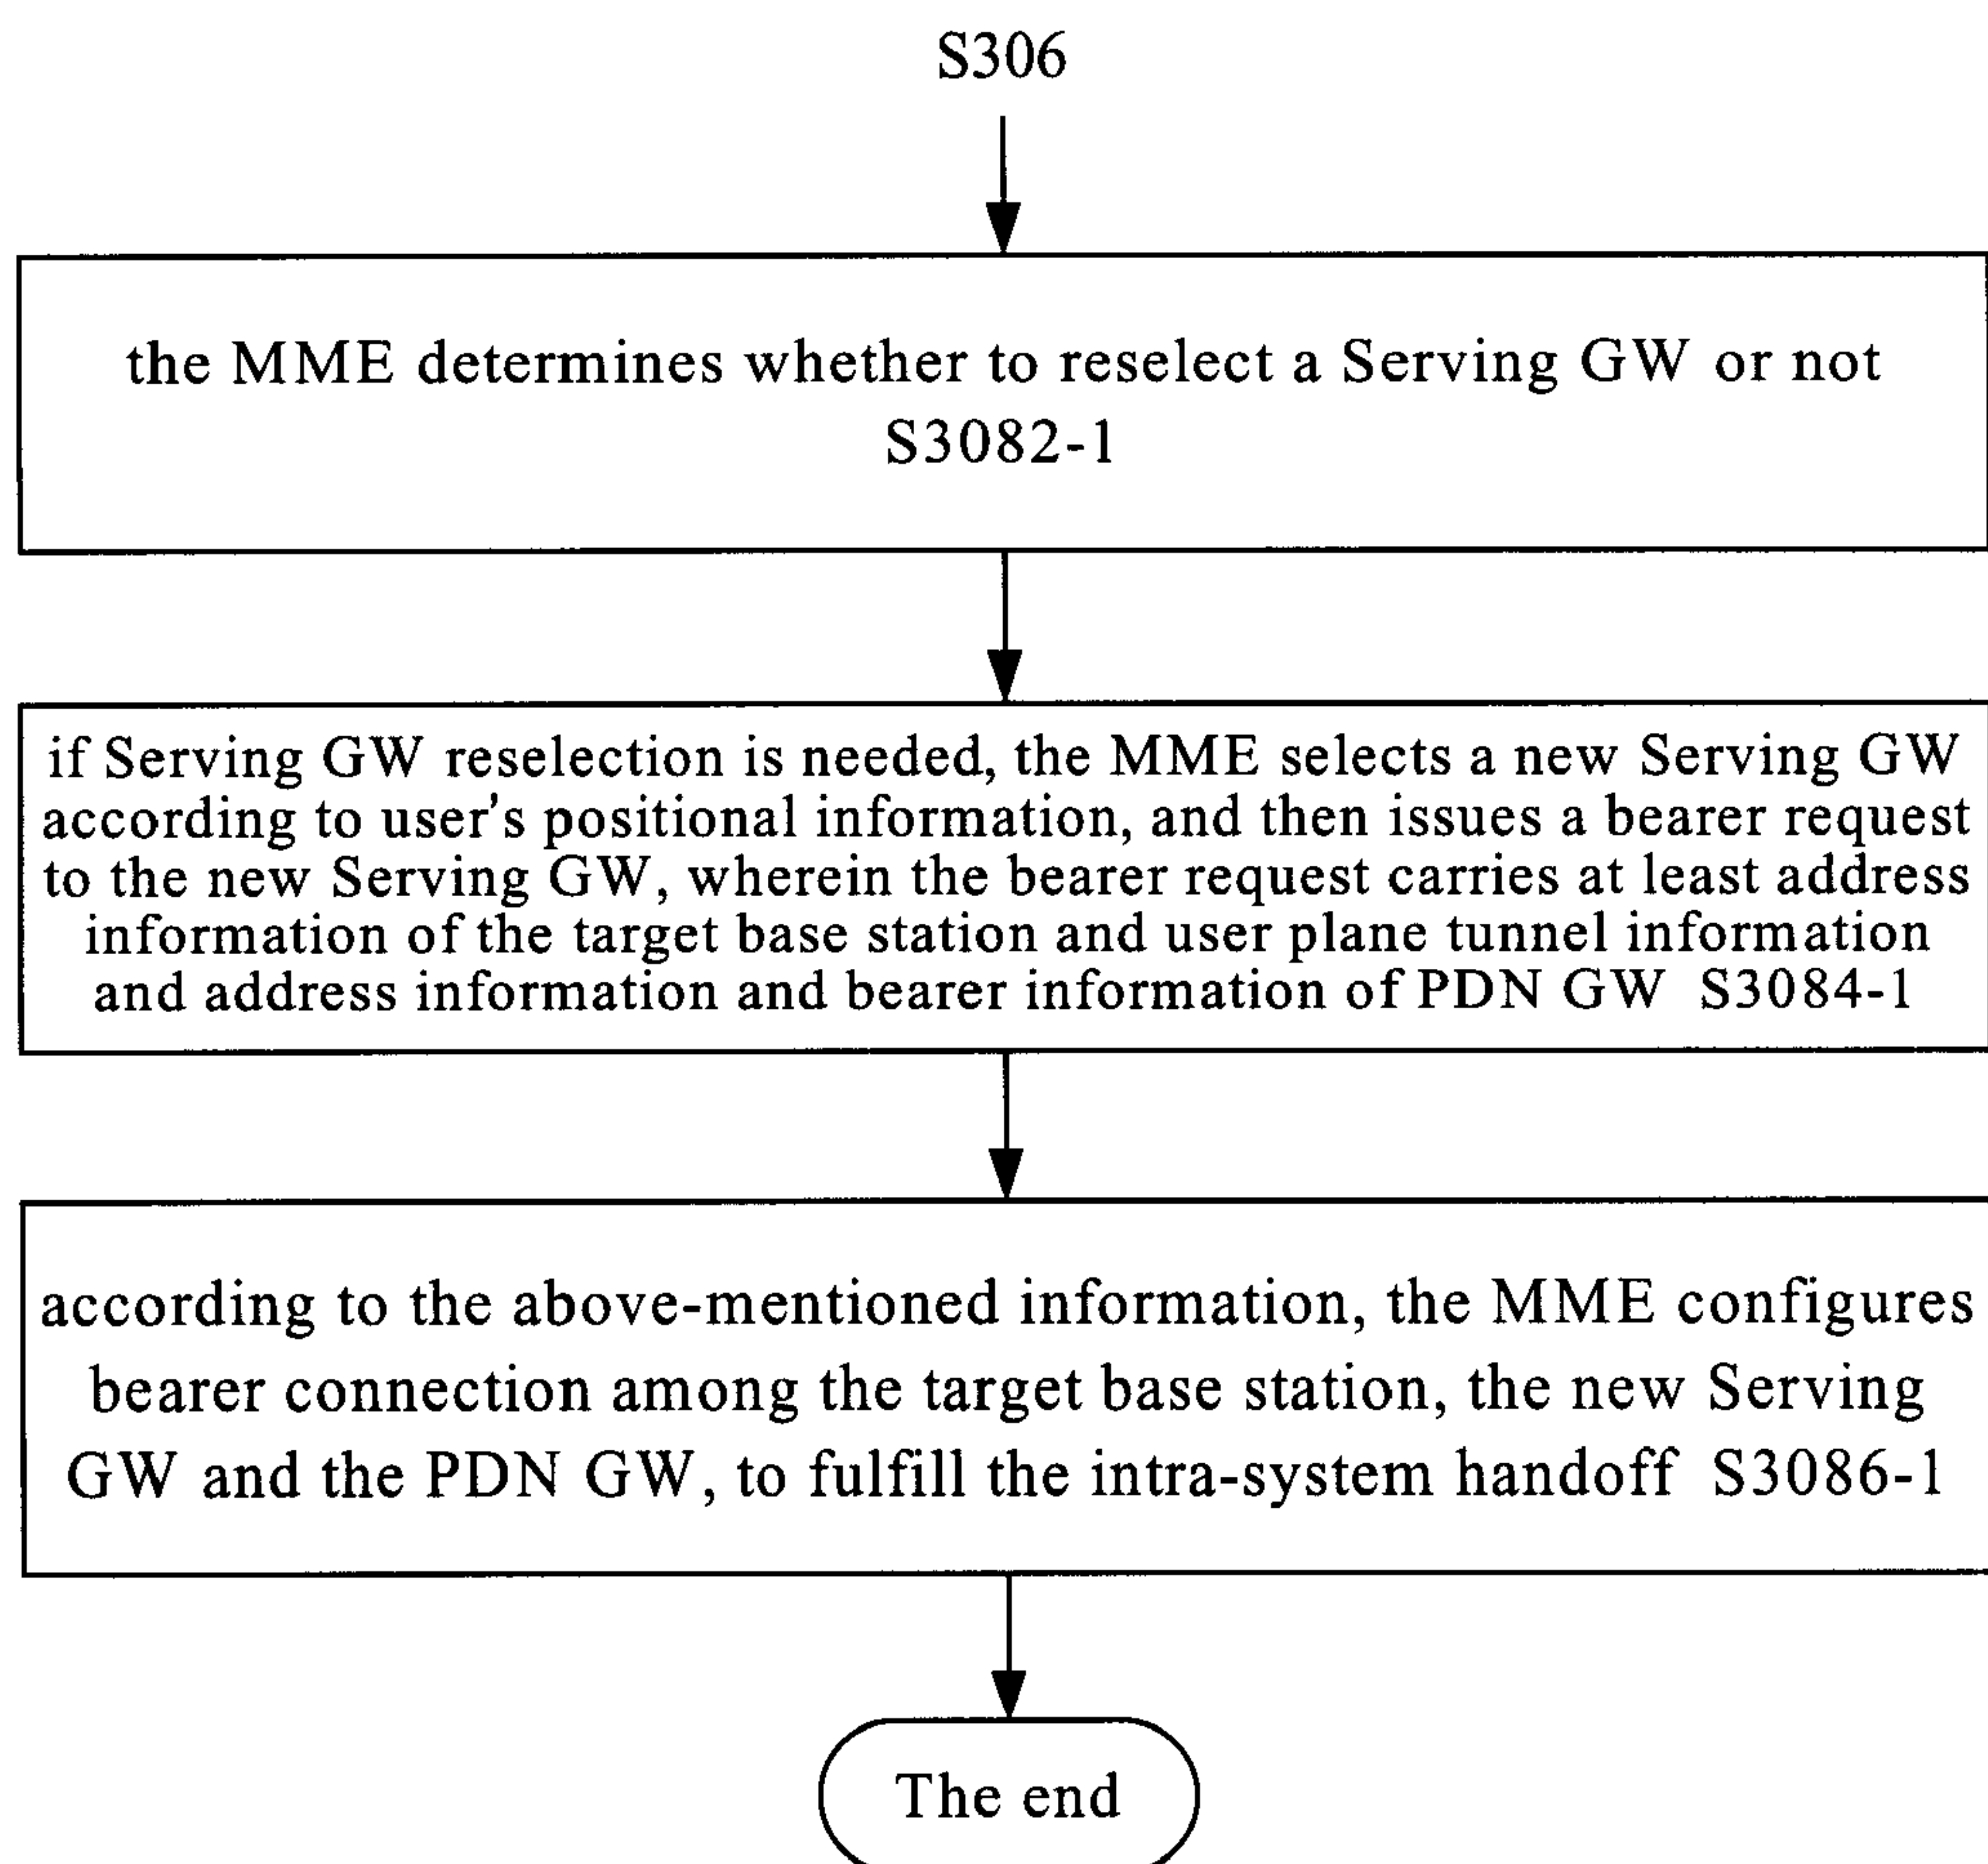 S306
the MME determines whether to reselect a Serving GW or not
S3082-1
if Serving GW reselection is needed, the MME selects a new Serving GW
according to user's positional information, and then issues a bearer request
to the new Serving GW, wherein the bearer request carries at least address
information of the target base station and user plane tunnel information
and address information and bearer information of PDN GW S3084-1
according to the above-mentioned information, the MME configures
bearer connection among the target base station, the new Serving
GW and the PDN GW, to fulfill the intra-system handoff S3086-1
The end